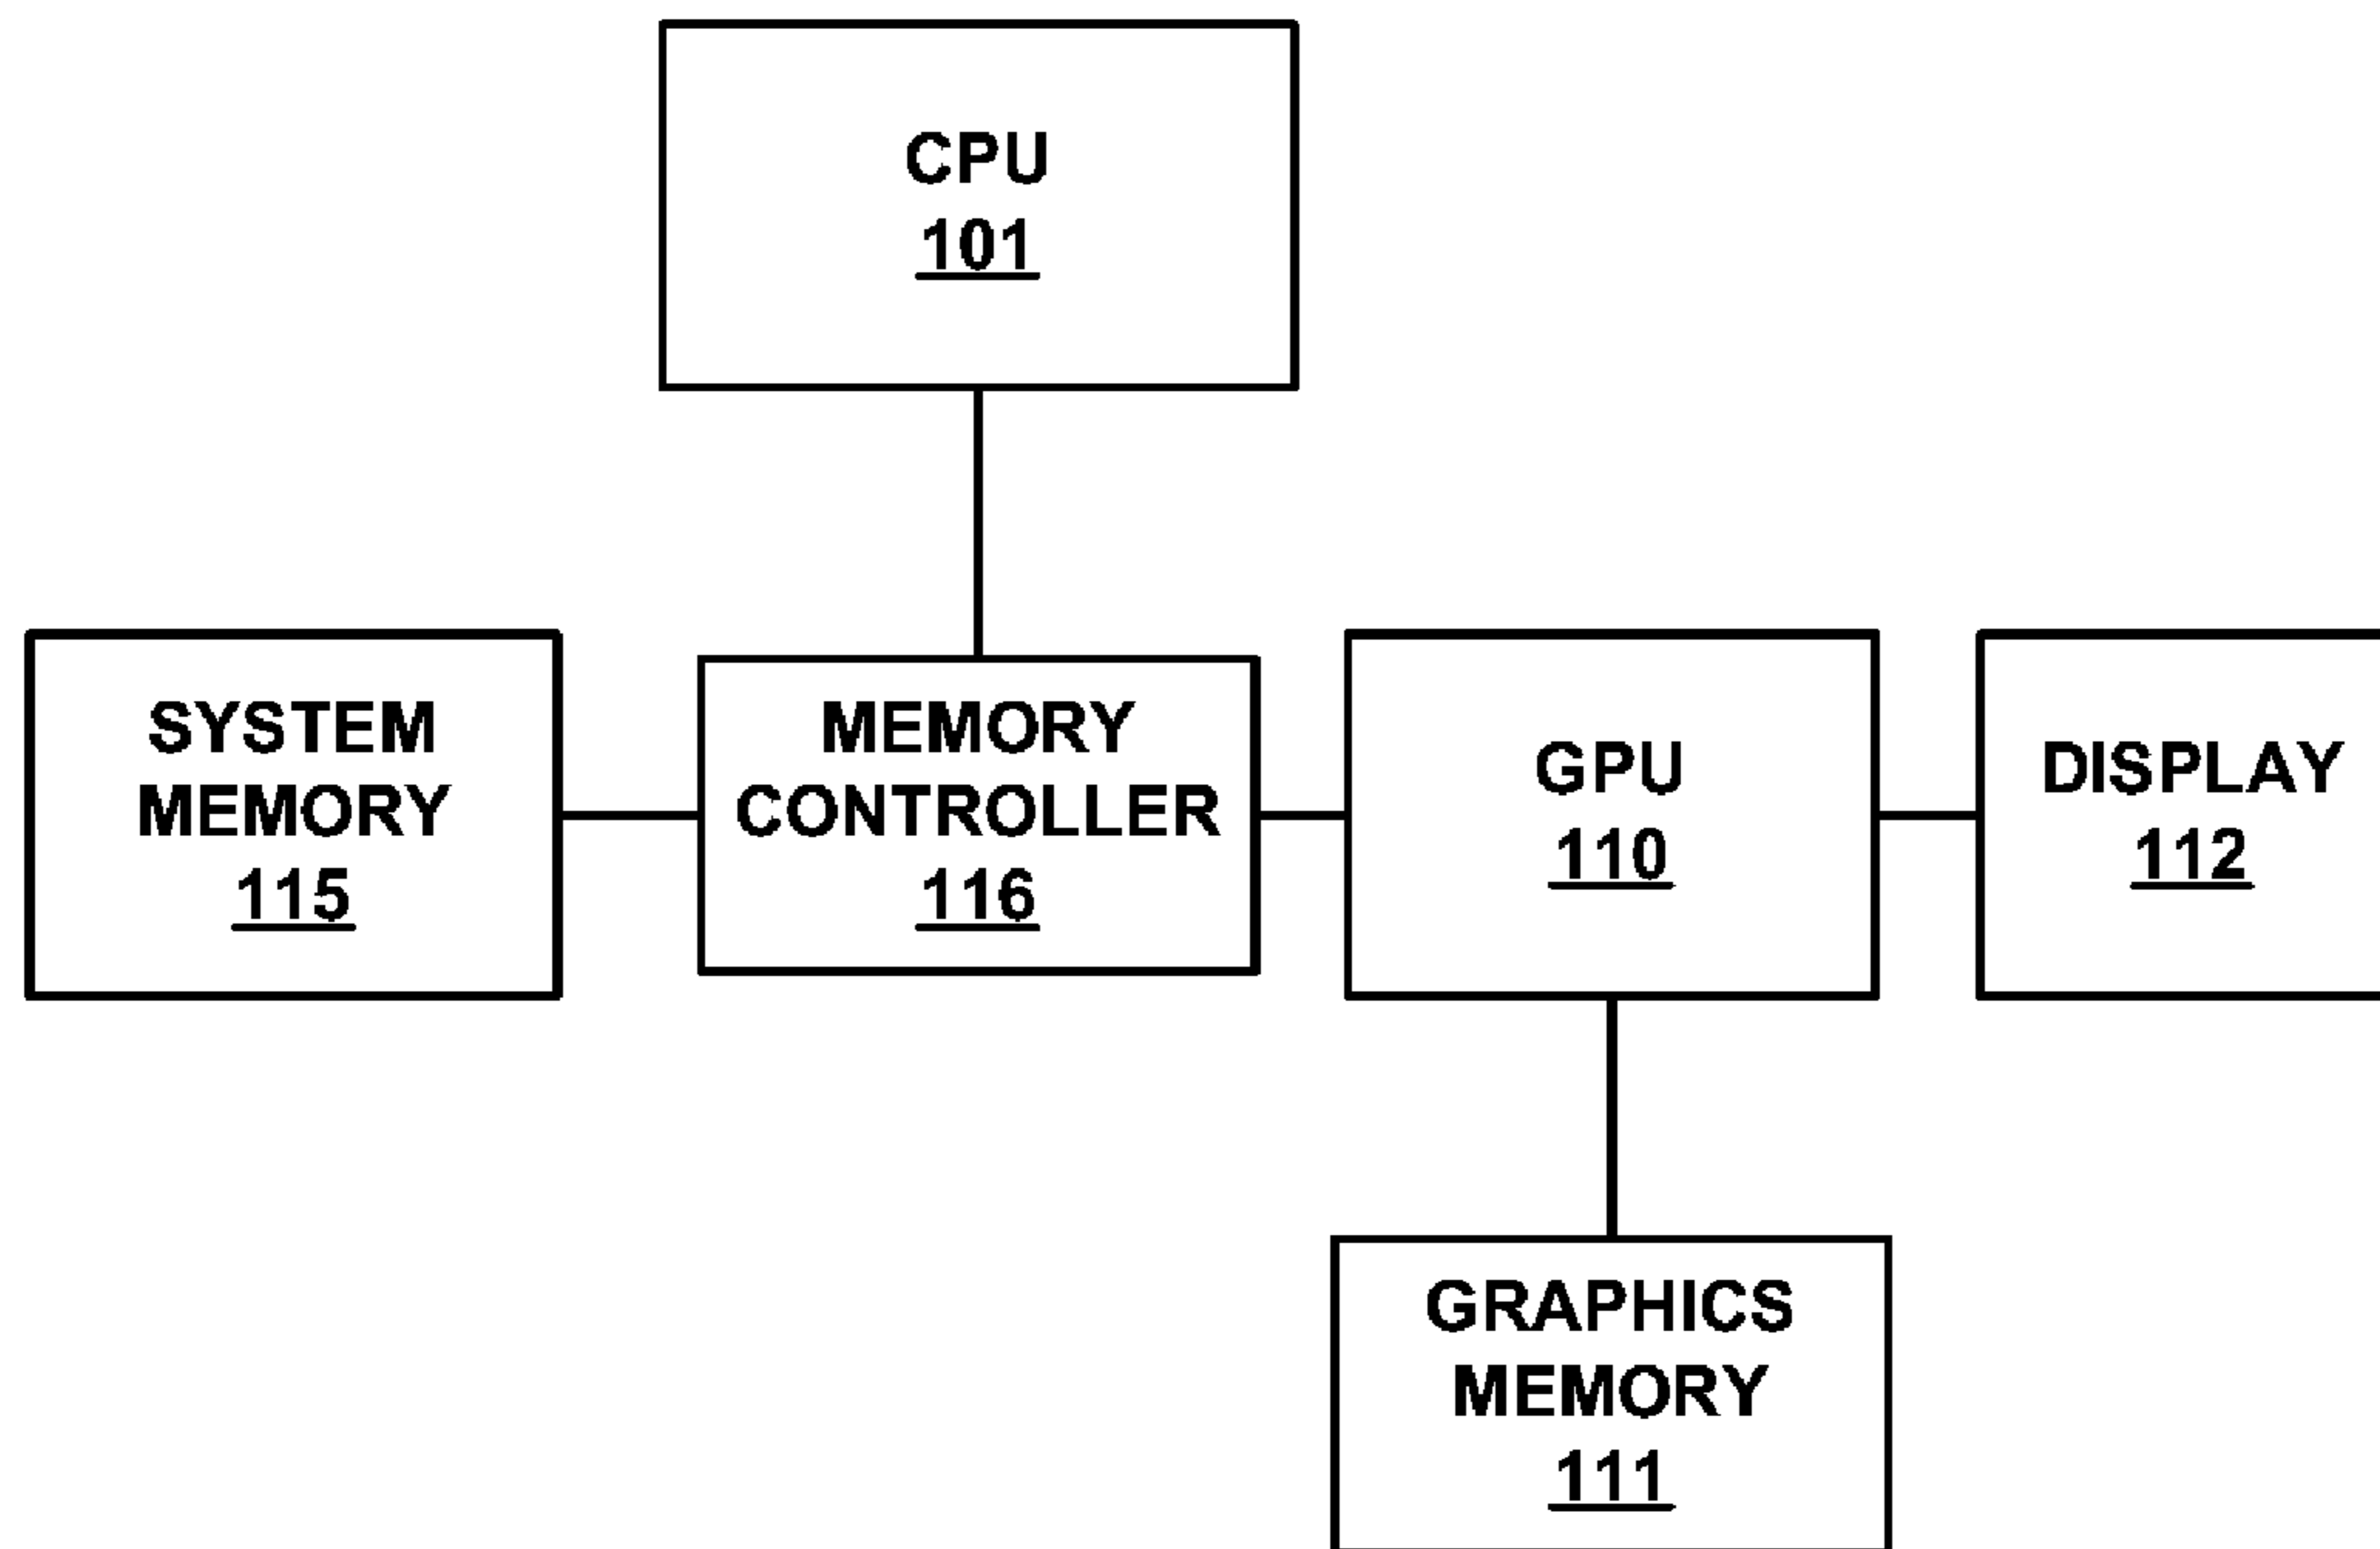 CPU
101
SYSTEM
MEMORY
115
MEMORY
CONTROLLER
116
GPU
110
DISPLAY
112
GRAPHICS
MEMORY
111